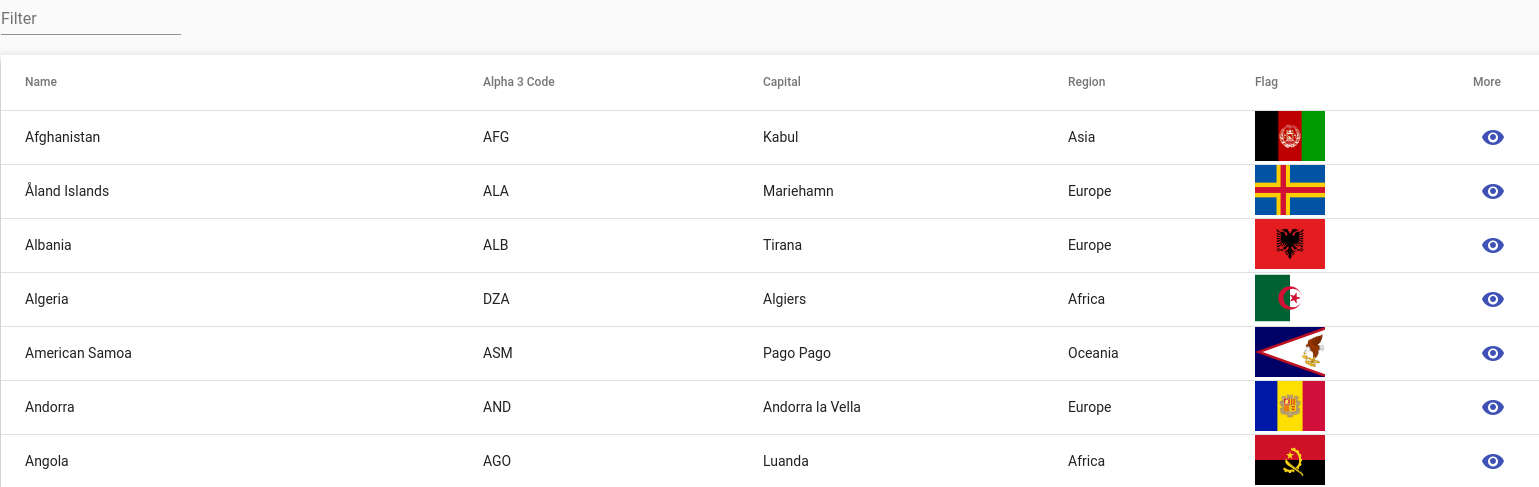 Filter
Name Alpha 3 Code Capital Region Flag More
Afghanistan AFG Kabul Asia
Åland Islands ALA Mariehamn Europe
Albania ALB Tirana Europe
Algeria DZA Algiers Africa
American Samoa ASM Pago Pago Oceania
Andorra AND Andorra la Vella Europe
Angola AGO Luanda Africa